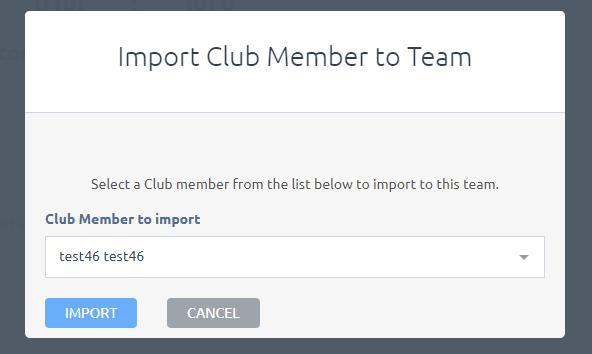 Import Club Member to Team
Select a Club member from the list below to import to this team.
Club Member to import
test46 test46
IMPORT
CANCEL